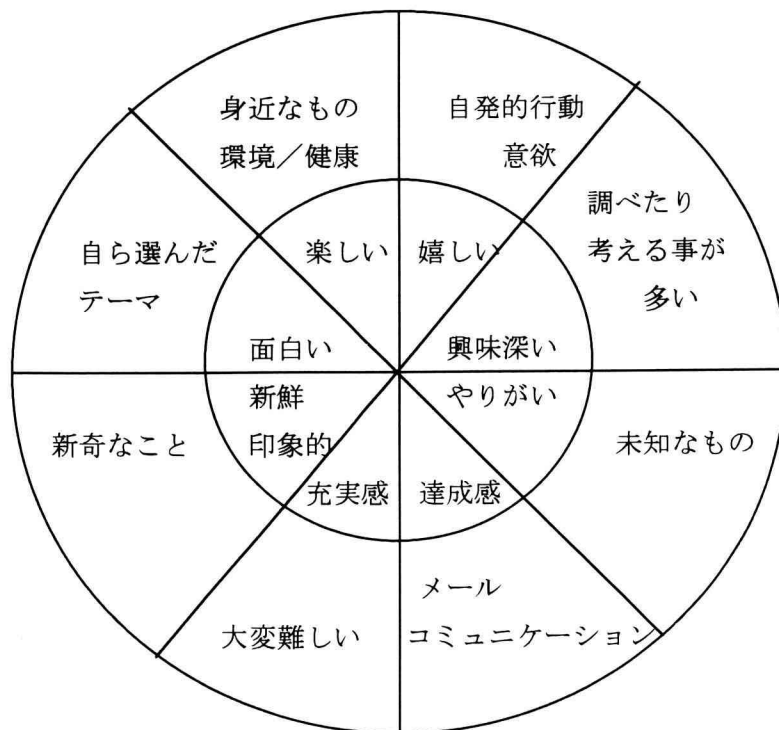 身近なもの
環境／健康
自発的行動
意欲
調べたり
考える事が
多い
自ら選んだ
テーマ
楽しい
嬉しい
面白い
興味深い
新鮮
印象的
やりがい
新奇なこと
未知なもの
充実感
達成感
大変難しい
メール
コミュニケーション